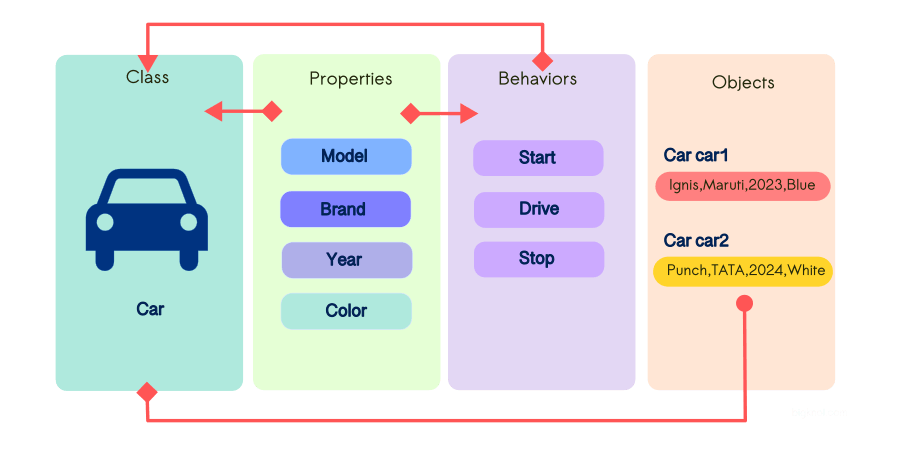 Class
Car
Properties
Model
Brand
Year
Color
Behaviors
Start
Drive
Stop
Objects
Car car1
Ignis,Maruti,2023,Blue
Car car2
Punch,TATA,2024,White